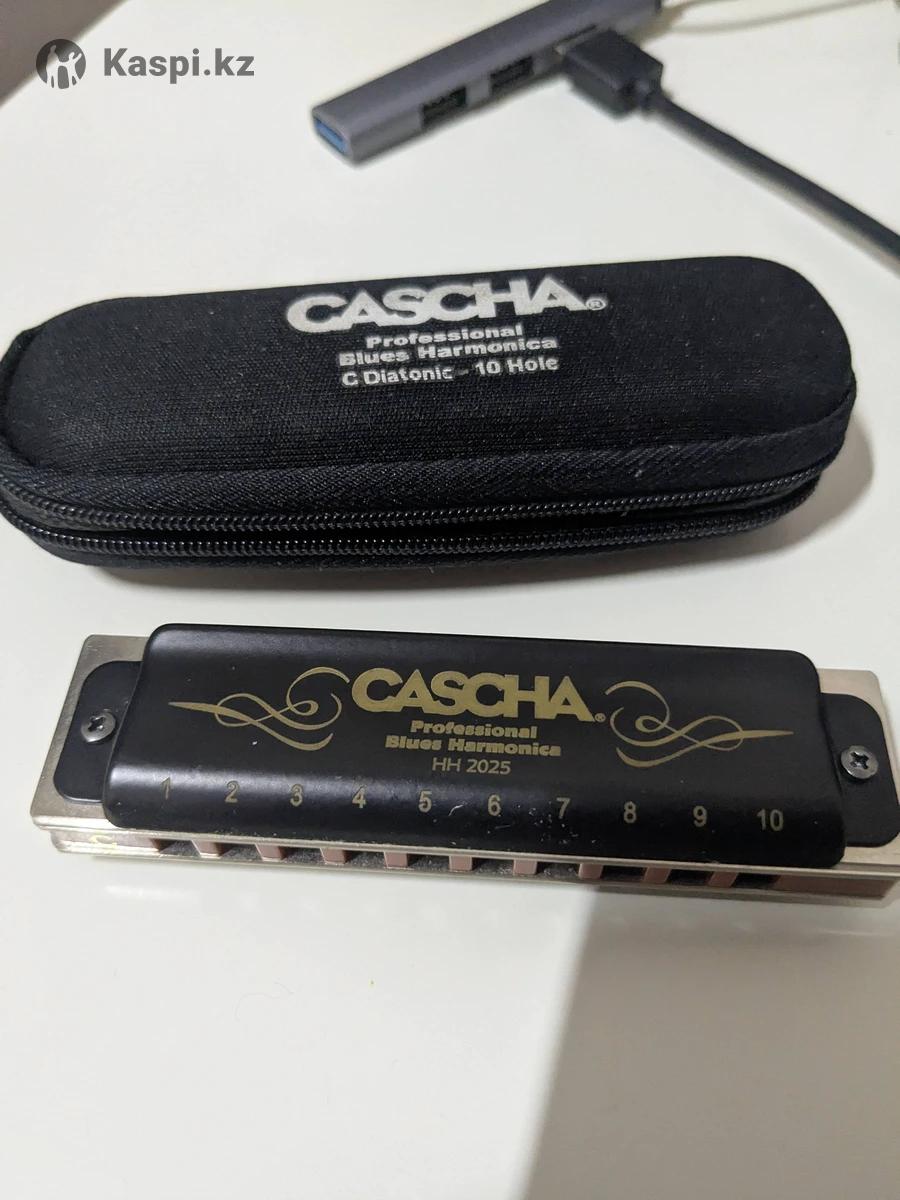 Kaspi.kz
CASCHA®
Professional
Blues Harmonica
C Diatonic - 10 Hole
CASCHA®
Professional
Blues Harmonica
HH 2025
1 2 3 4 5 6 7 8 9 10
C